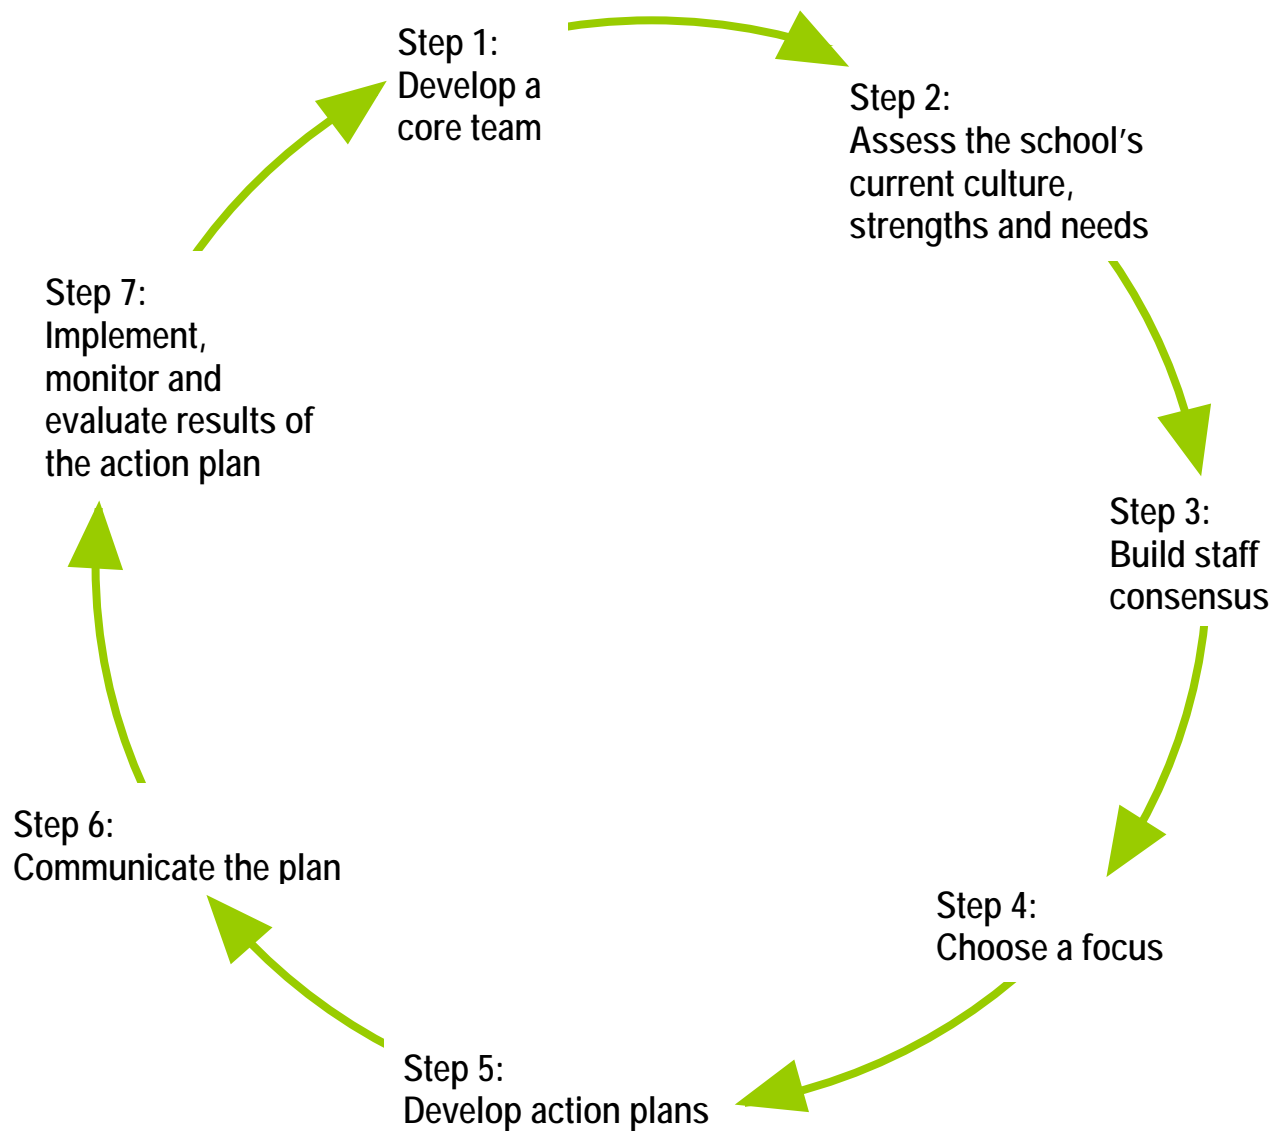 Step 1:
Develop a
core team
Step 2:
Assess the school’s
current culture,
strengths and needs
Step 3:
Build staff
consensus
Step 4:
Choose a focus
Step 5:
Develop action plans
Step 6:
Communicate the plan
Step 7:
Implement,
monitor and
evaluate results of
the action plan